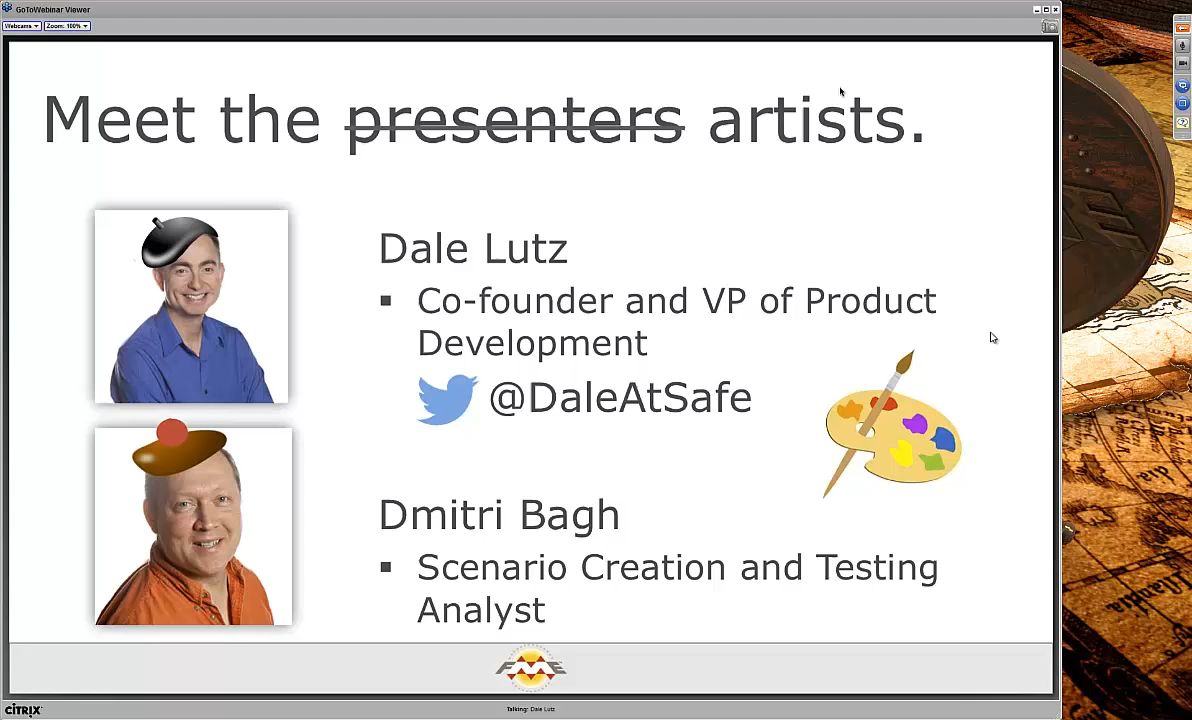 GoToWebinar Viewer
Webcams
Zoom: 100%
Meet the presenters artists.
Dale Lutz
Co-founder and VP of Product
Development
@DaleAtSafe
Dmitri Bagh
Scenario Creation and Testing
Analyst
FME
CITRIX
Talking: Dale Lutz